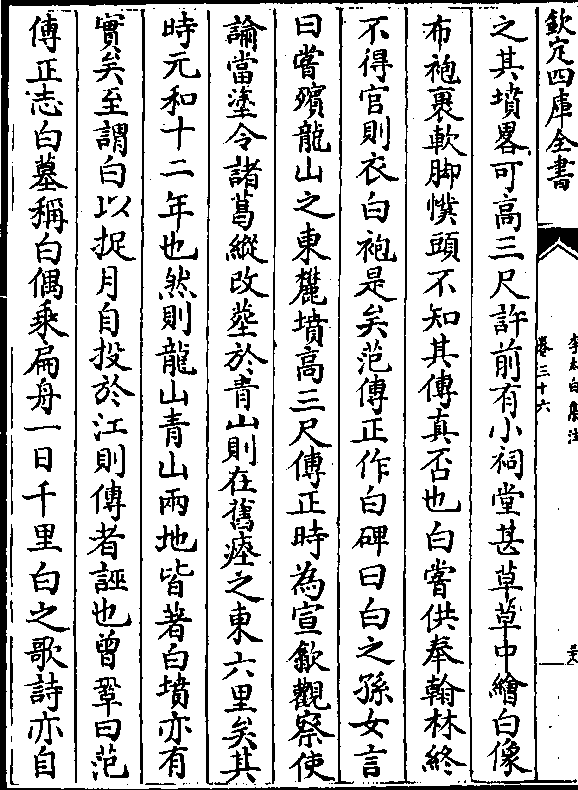 欽定四庫全書
李太白集注
卷三十六
之其墳畧可高三尺許前有小祠堂甚草草中繪白像
布袍裹軟脚幞頭不知其傳真否也白嘗供奉翰林終
不得官則衣白袍是矣范傳正作白碑曰白之孫女言
曰嘗殯龍山之東麓墳高三尺傳正時為宣歙觀察使
諭當塗令諸葛縱改塟於青山則在舊瘞之東六里矣其
時元和十二年也然則龍山青山兩地皆著白墳亦有
實矣至謂白以捉月自投於江則傳者誣也曾鞏曰范
傳正志白墓稱白偶乘扁舟一日千里白之歌詩亦自